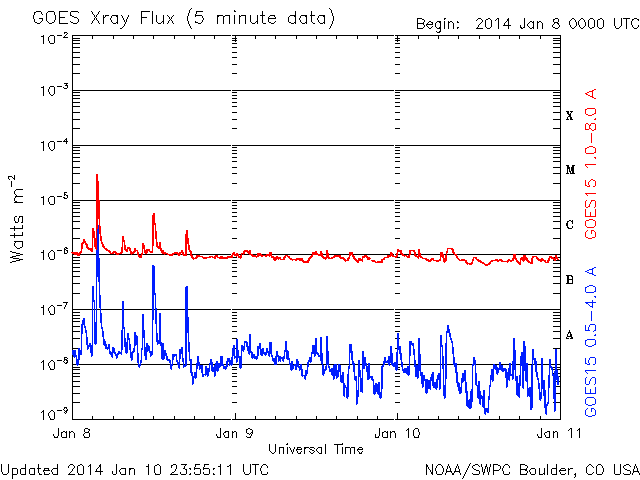 GOES Xray Flux (5 minute data)
Begin: 2014 Jan 8 0000 UTC
10⁻²
10⁻³
10⁻⁴
10⁻⁵
10⁻⁶
10⁻⁷
10⁻⁸
10⁻⁹
Watts m⁻²
X
M
C
B
A
GOES15 1.0-8.0 A
GOES15 0.5-4.0 A
Jan 8
Jan 9
Jan 10
Jan 11
Universal Time
Updated 2014 Jan 10 23:55:11 UTC
NOAA/SWPC Boulder, CO USA